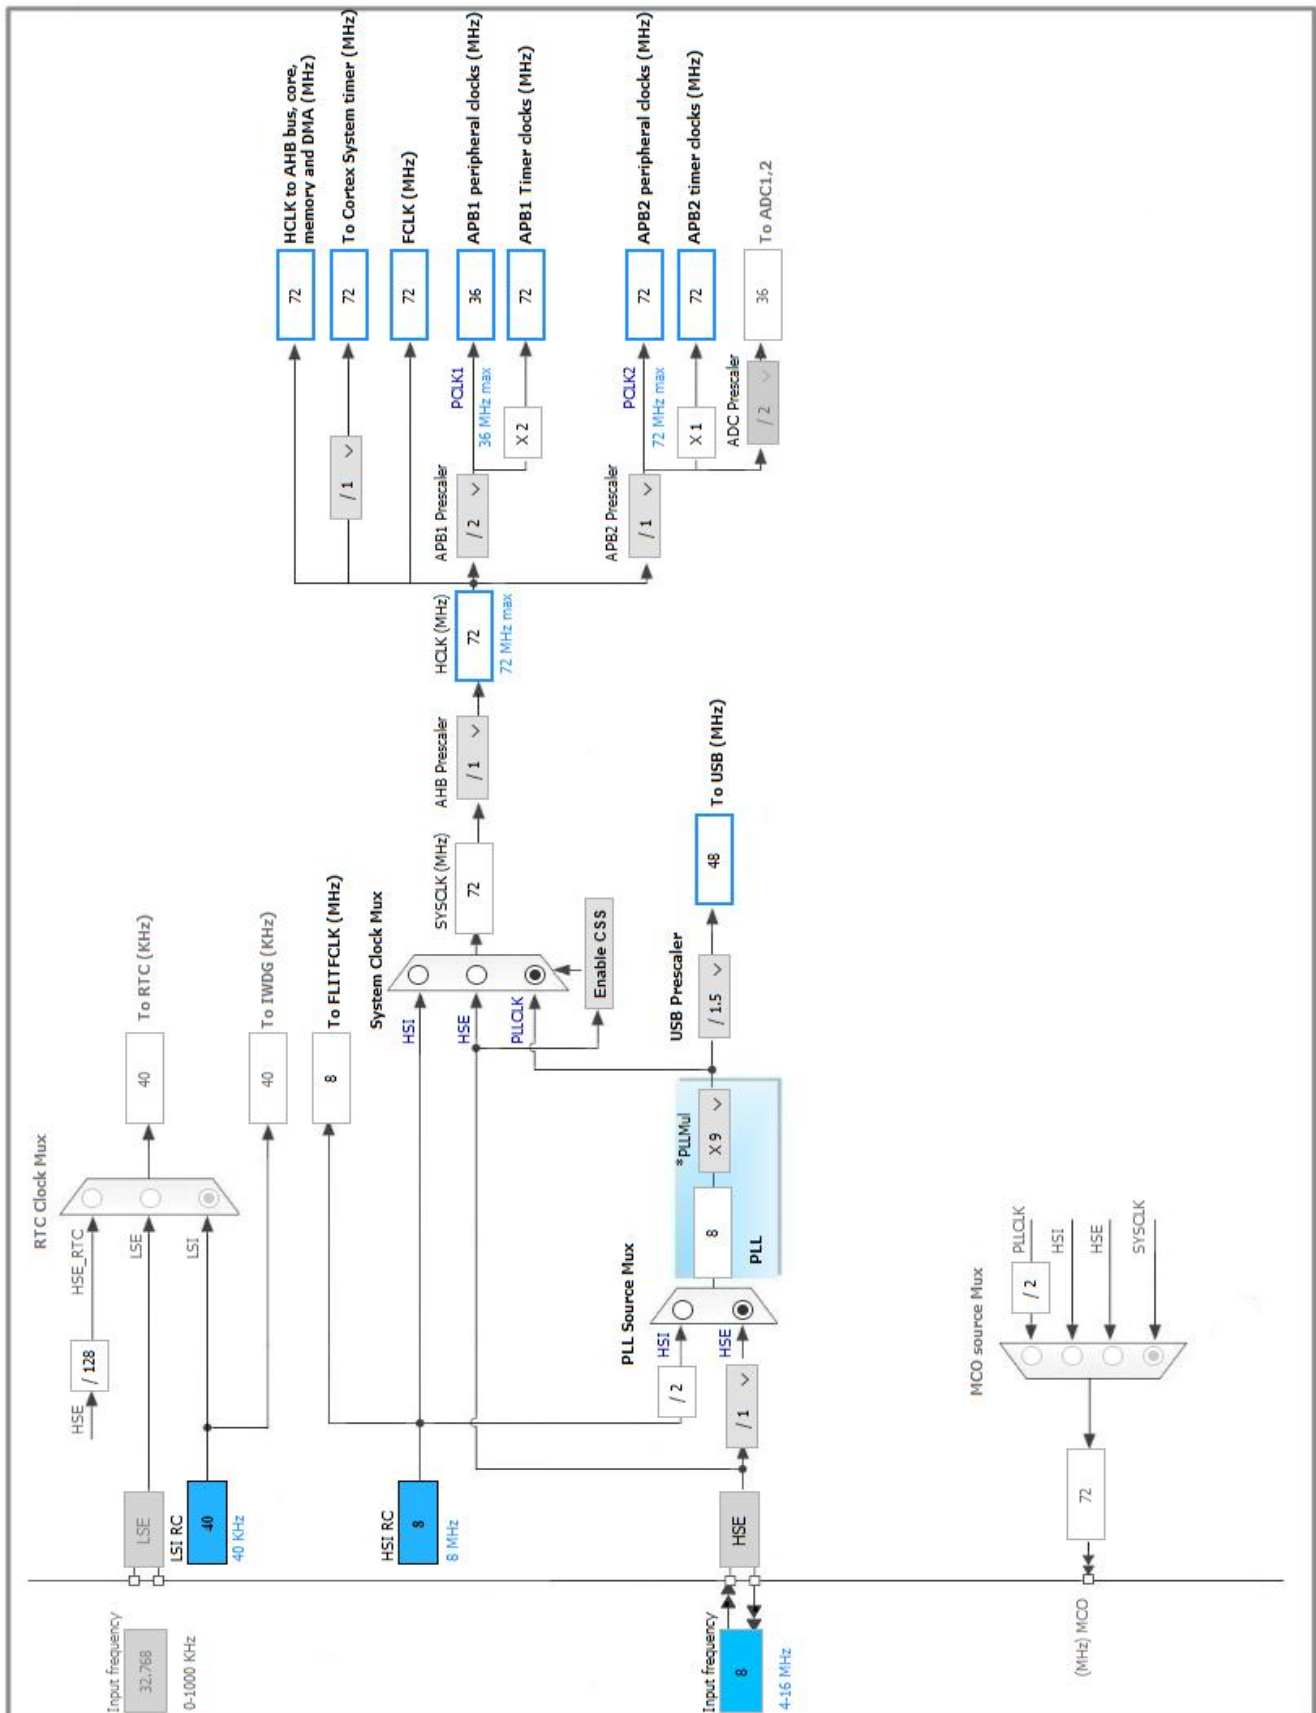 RTC Clock Mux
HSE
/ 128
HSE_RTC
Input frequency
32.768
0-1000 KHz
LSE
LSE
40
To RTC (KHz)
LSI RC
40
40 KHz
LSI
40
To IWDG (KHz)
8
To FLITFCLK (MHz)
HSI RC
8
8 MHz
System Clock Mux
HSI
HSE
PLLCLK
Enable CSS
SYSCLK (MHz)
72
AHB Prescaler
/ 1
HCLK (MHz)
72
72 MHz max
72
HCLK to AHB bus, core,
memory and DMA (MHz)
/ 1
72
To Cortex System timer (MHz)
72
FCLK (MHz)
APB1 Prescaler
/ 2
PCLK1
36 MHz max
36
APB1 peripheral clocks (MHz)
X 2
72
APB1 Timer clocks (MHz)
APB2 Prescaler
/ 1
PCLK2
72 MHz max
72
APB2 peripheral clocks (MHz)
X 1
72
APB2 timer clocks (MHz)
ADC Prescaler
/ 2
36
To ADC1,2
PLL Source Mux
/ 2
HSI
Input frequency
8
4-16 MHz
HSE
/ 1
HSE
8
*PLLMul
X 9
PLL
USB Prescaler
/ 1.5
48
To USB (MHz)
MCO source Mux
(MHz) MCO
72
/ 2
PLLCLK
HSI
HSE
SYSCLK